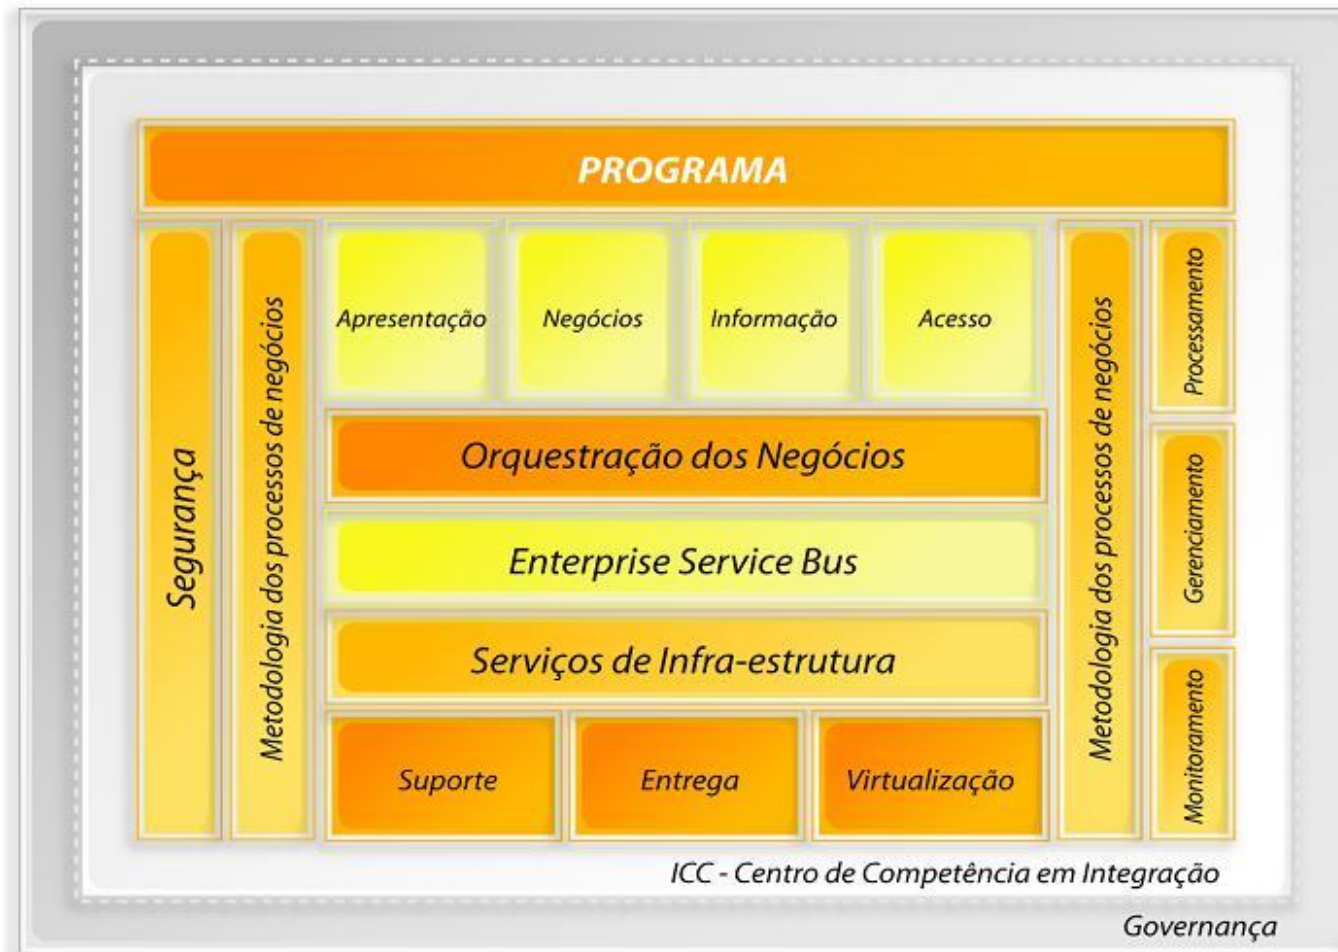 PROGRAMA
Segurança
Metodologia dos processos de negócios
Apresentação
Negócios
Informação
Acesso
Orquestração dos Negócios
Enterprise Service Bus
Serviços de Infra-estrutura
Suporte
Entrega
Virtualização
Metodologia dos processos de negócios
Processamento
Gerenciamento
Monitoramento
ICC - Centro de Competência em Integração
Governança